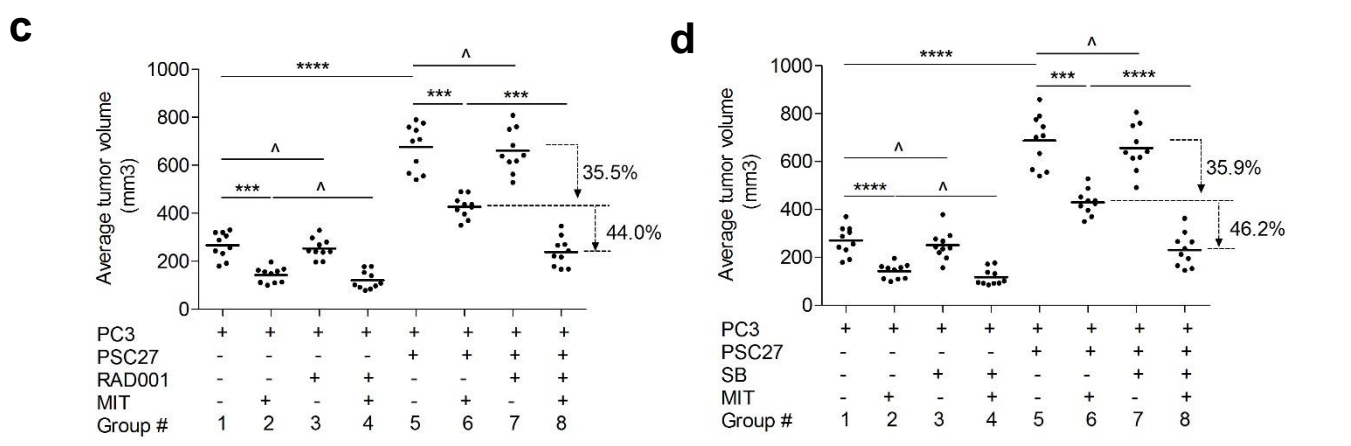 c
^
****
1000
*** ***
800
Average tumor volume
(mm3)
600
^
35.5%
*** ^
400
44.0%
200
0
PC3 + + + + + + + +
PSC27 - - - - + + + +
RAD001 - - + + - - + +
MIT - + - + - + - +
Group # 1 2 3 4 5 6 7 8
d
^
****
1000
*** ****
800
Average tumor volume
(mm3)
600
^
35.9%
**** ^
400
46.2%
200
0
PC3 + + + + + + + +
PSC27 - - - - + + + +
SB - - + + - - + +
MIT - + - + - + - +
Group # 1 2 3 4 5 6 7 8